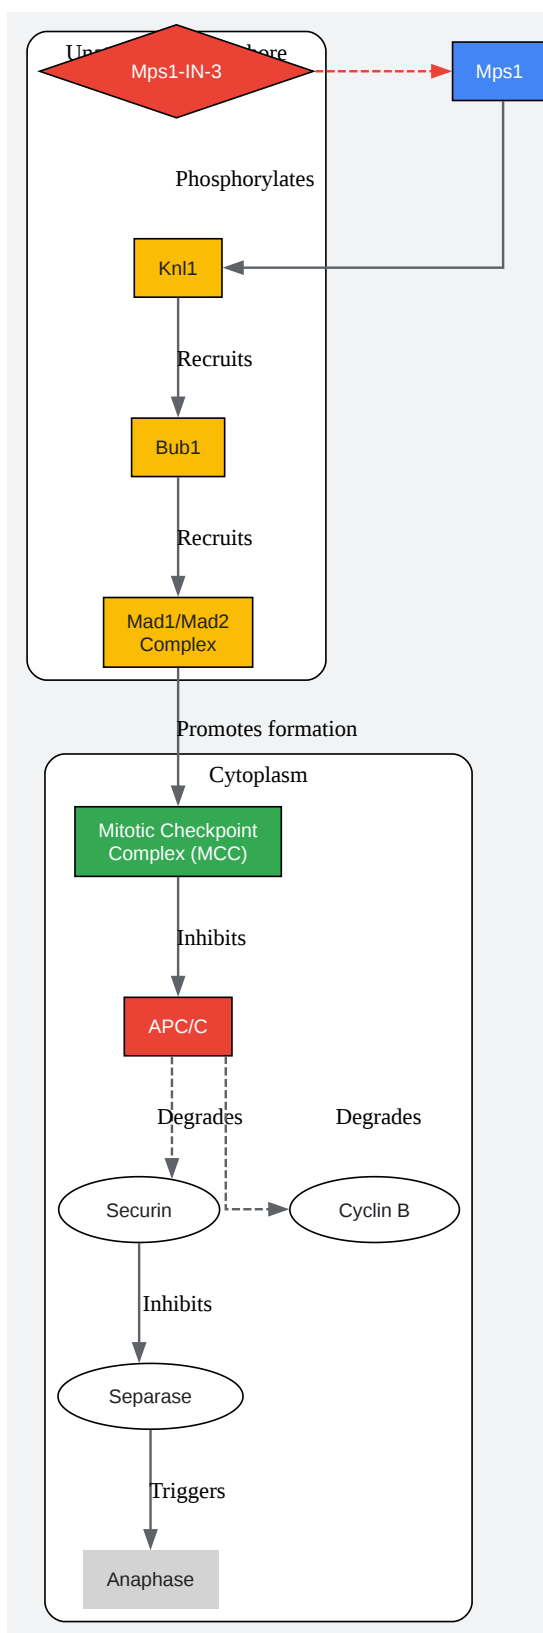 Mps1-IN-3
Mps1
Phosphorylates
Knl1
Recruits
Bub1
Recruits
Mad1/Mad2
Complex
Promotes formation
Cytoplasm
Mitotic Checkpoint
Complex (MCC)
Inhibits
APC/C
Degrades
Degrades
Securin
Cyclin B
Inhibits
Separase
Triggers
Anaphase